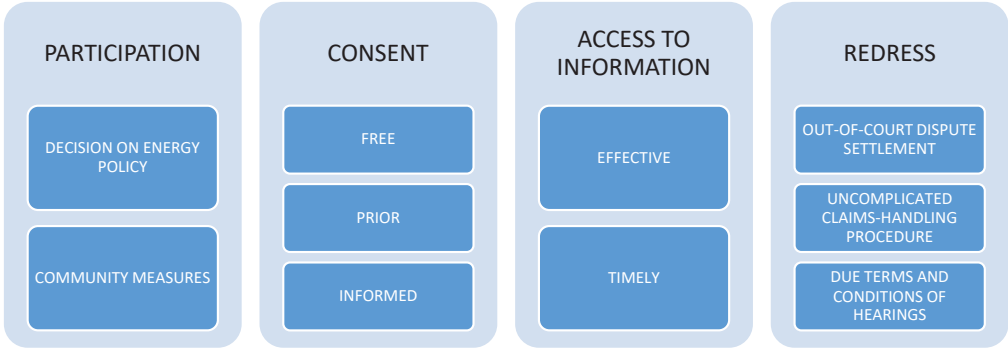 PARTICIPATION
DECISION ON ENERGY
POLICY
COMMUNITY MEASURES
CONSENT
FREE
PRIOR
INFORMED
ACCESS TO
INFORMATION
EFFECTIVE
TIMELY
REDRESS
OUT-OF-COURT DISPUTE
SETTLEMENT
UNCOMPLICATED
CLAIMS-HANDLING
PROCEDURE
DUE TERMS AND
CONDITIONS OF
HEARINGS